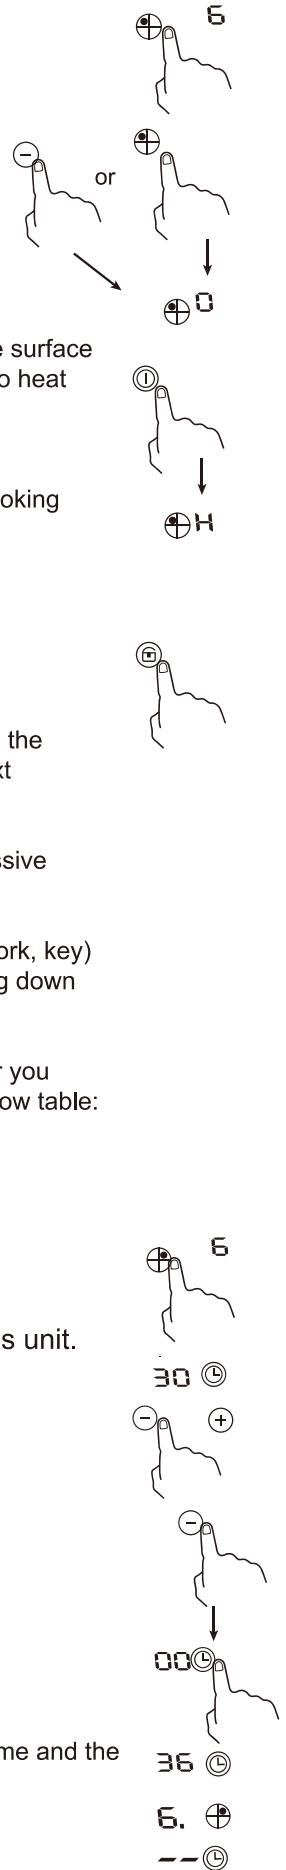 6
or
0
e surface
o heat
ooking
H
the
xt
ssive
ork, key)
g down
r you
ow table:
6
s unit.
30
00
me and the
36
6.
--